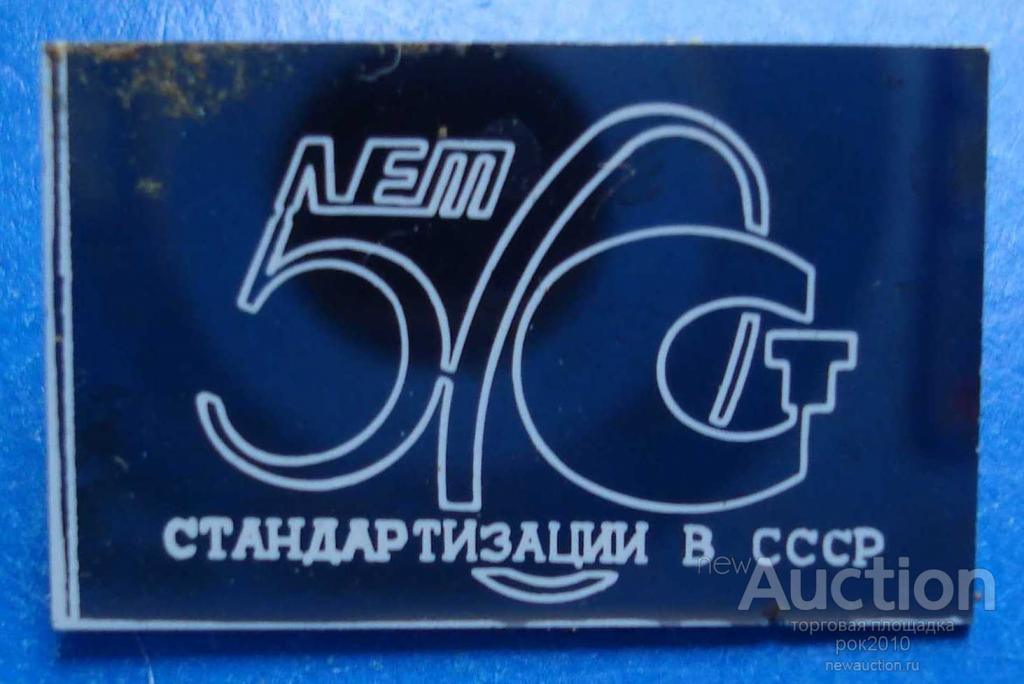 лет
50
СТАНДАРТИЗАЦИИ В СССР
newAuction
торговая площадка
рок2010
newauction.ru